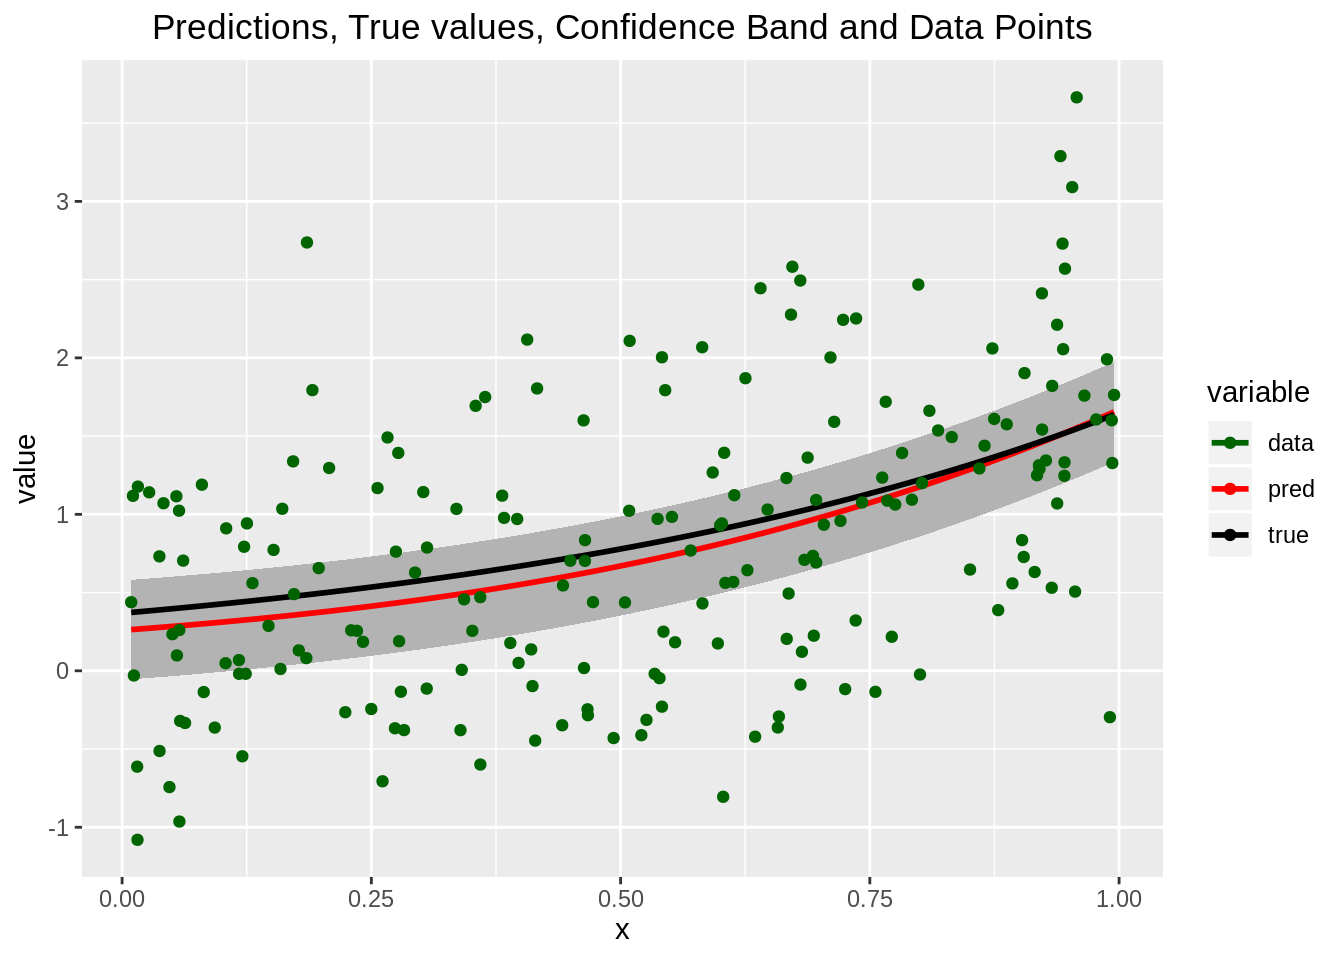 Predictions, True values, Confidence Band and Data Points
value
3
2
1
0
-1
0.00
0.25
0.50
0.75
1.00
x
variable
data
pred
true